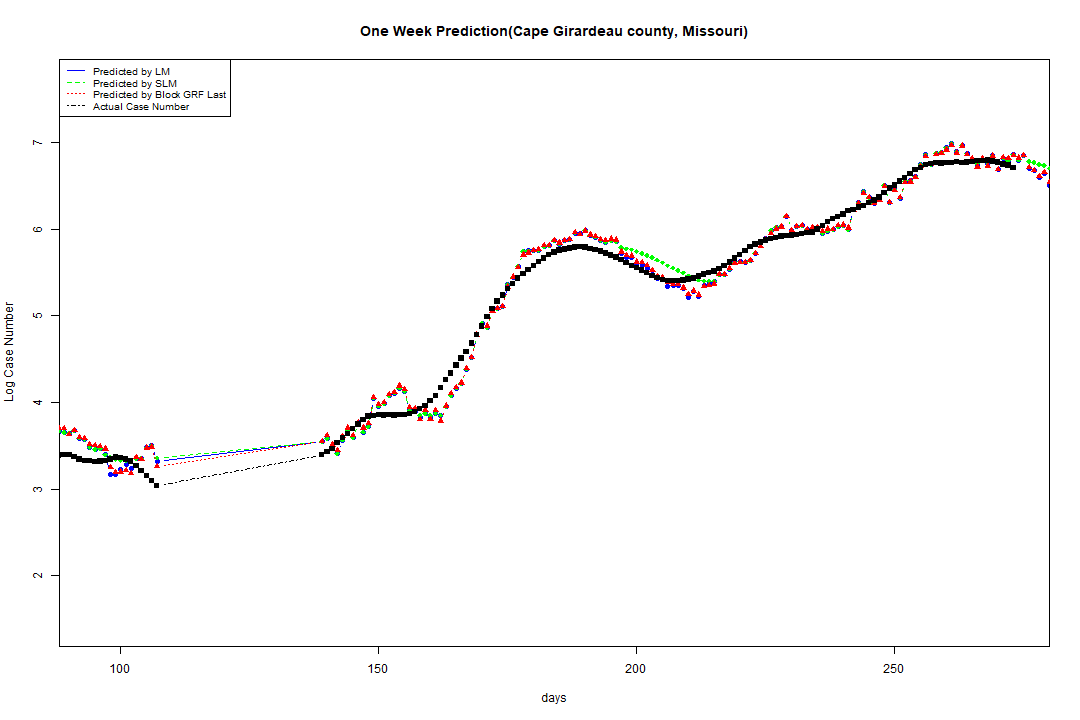 One Week Prediction(Cape Girardeau county, Missouri)
Predicted by LM
Predicted by SLM
Predicted by Block GRF Last
Actual Case Number
7
6
5
4
3
2
Log Case Number
100 150 200 250
days